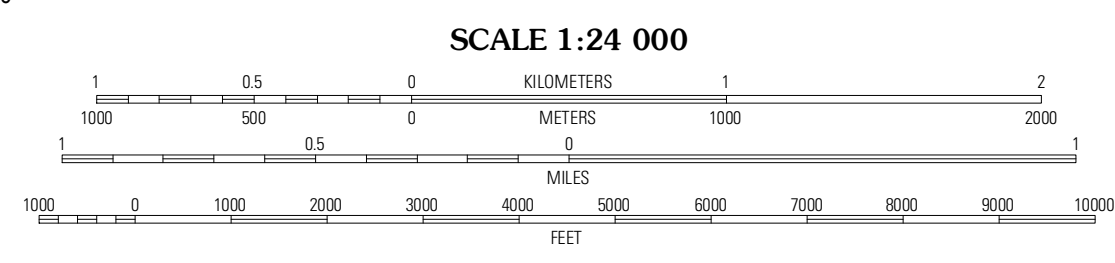 SCALE 1:24 000
1 0.5 0 KILOMETERS 1 2
1000 500 0 METERS 1000 2000
1 0.5 0 1
MILES
1000 0 1000 2000 3000 4000 5000 6000 7000 8000 9000 10000
FEET